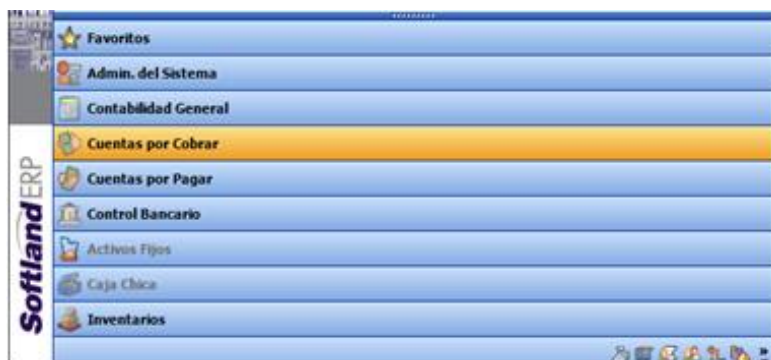 Favoritos
Admin. del Sistema
Contabilidad General
Cuentas por Cobrar
Cuentas por Pagar
Control Bancario
Activos Fijos
Caja Chica
Inventarios
Softland ERP